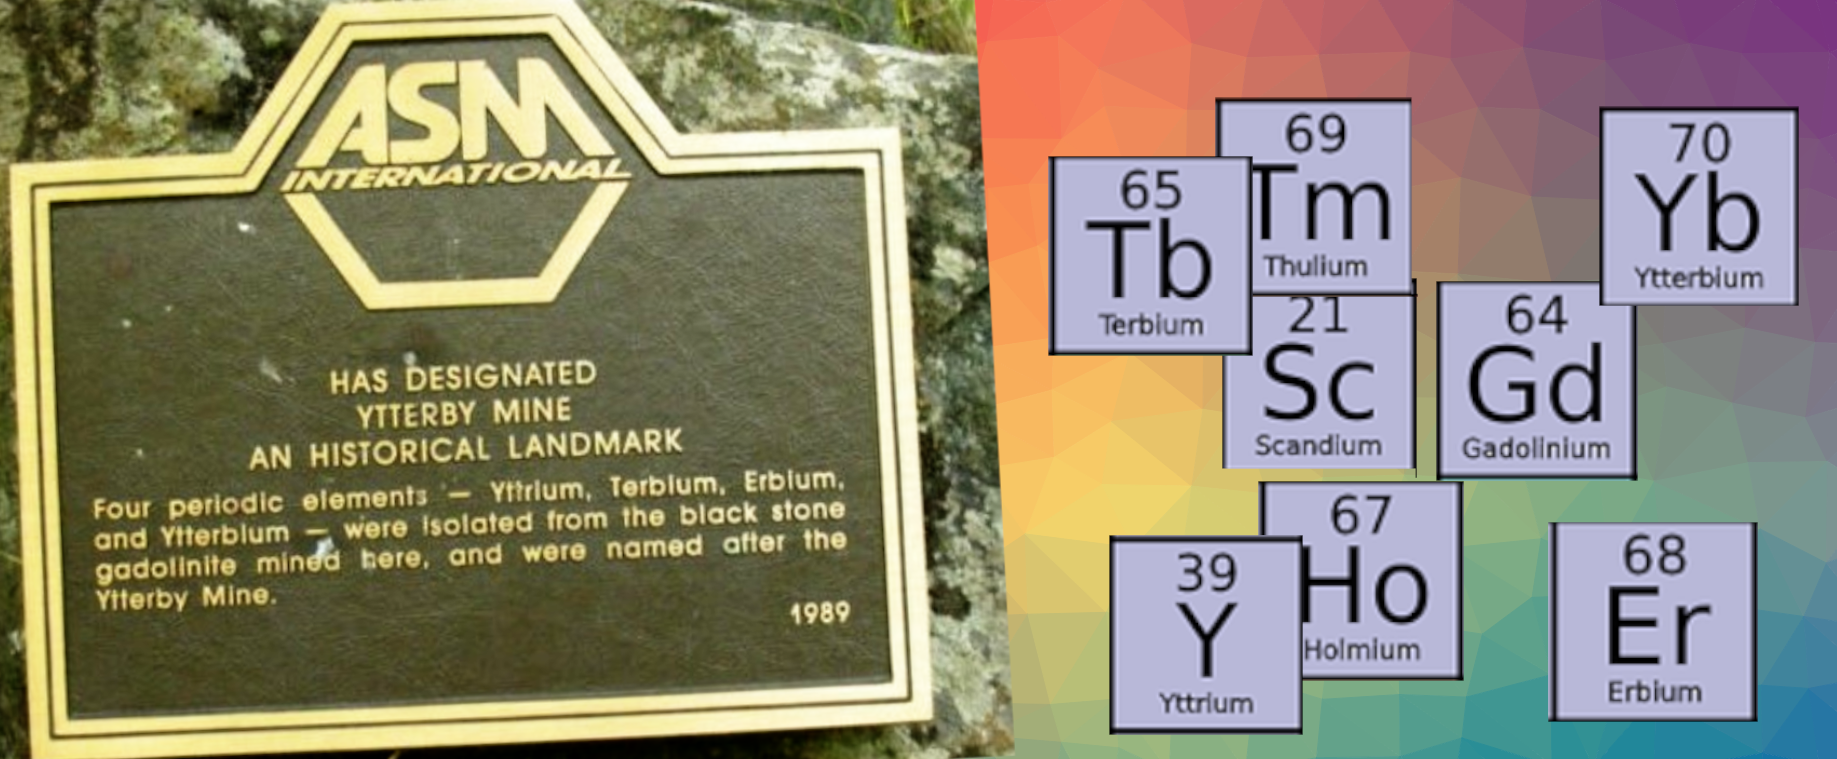 ASM
INTERNATIONAL
HAS DESIGNATED
YTTERBY MINE
AN HISTORICAL LANDMARK
Four periodic elements — Yttrium, Terbium, Erbium,
and Ytterbium — were isolated from the black stone
gadolinite mined here, and were named after the
Ytterby Mine.
1989
69
Tm
Thulium
70
Yb
Ytterbium
65
Tb
Terbium
21
Sc
Scandium
64
Gd
Gadolinium
67
Ho
Holmium
39
Y
Yttrium
68
Er
Erbium